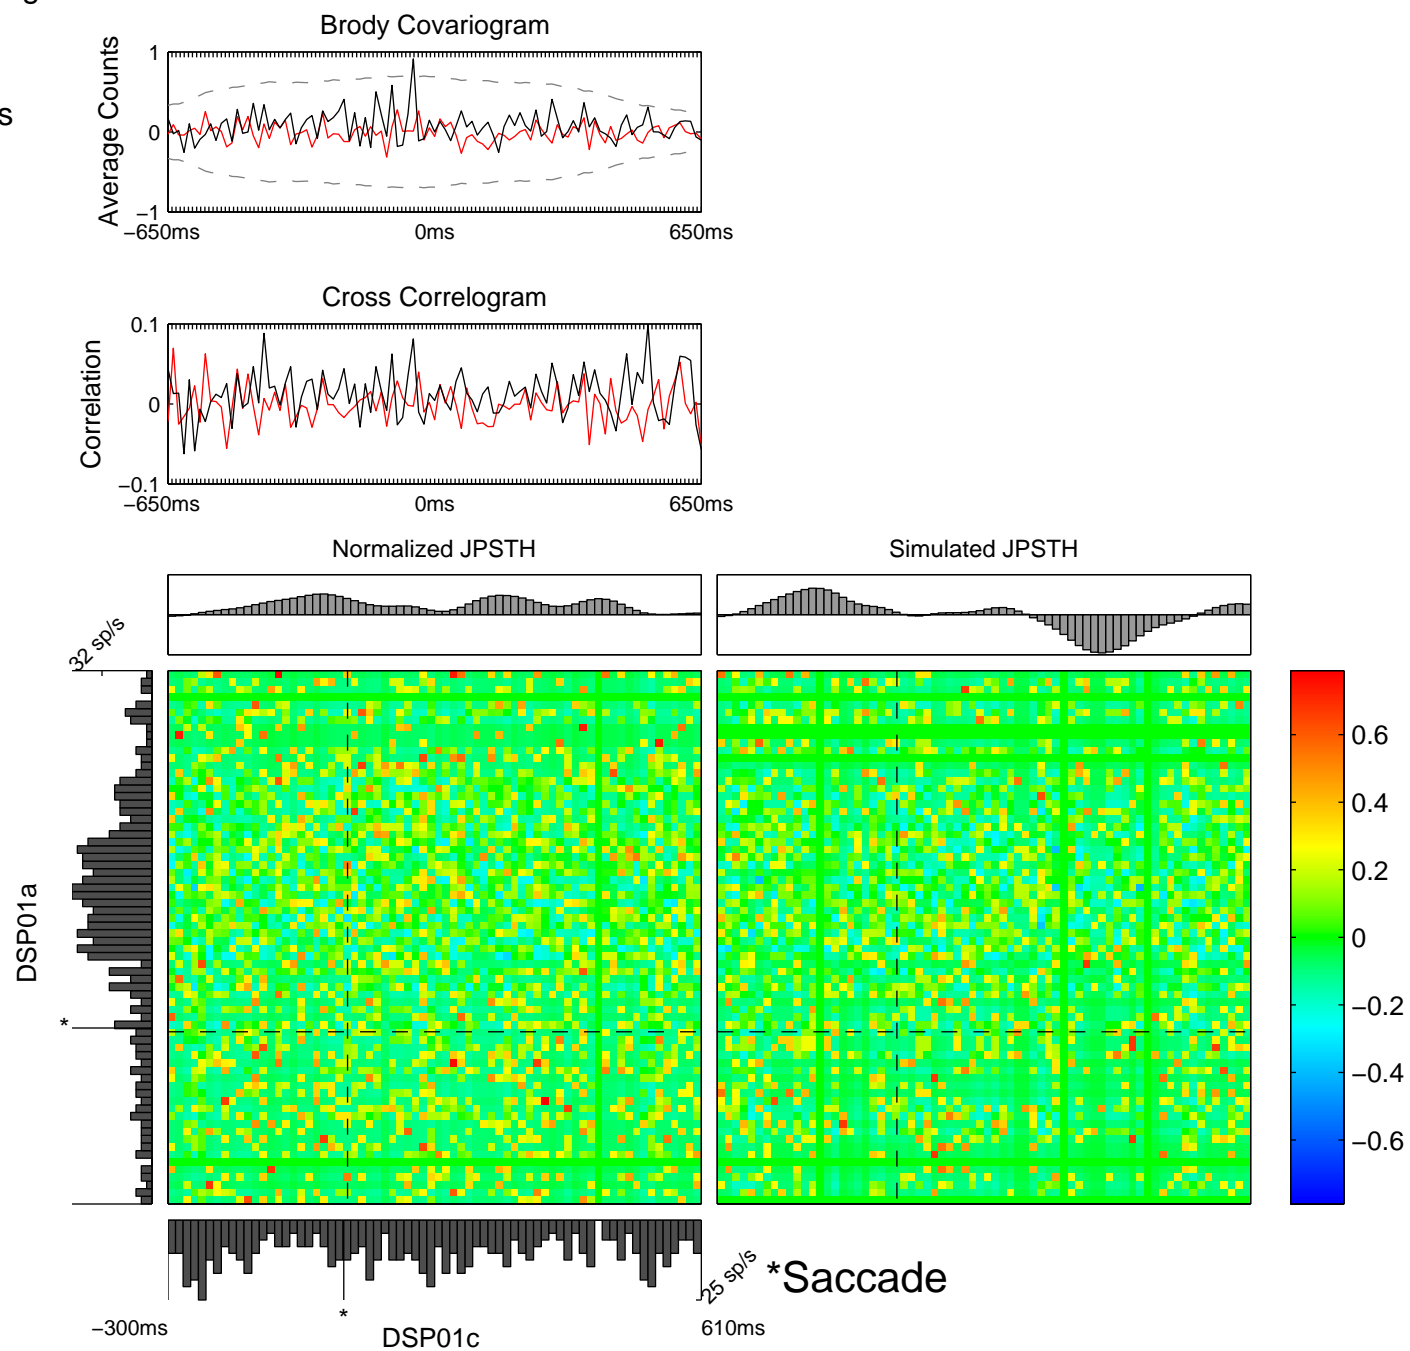 g
Brody Covariogram
s
Average Counts
1
0
−1
−650ms 0ms 650ms
Cross Correlogram
Correlation
0.1
0
−0.1
−650ms 0ms 650ms
Normalized JPSTH
Simulated JPSTH
32 sp/s
DSP01a
*
0.6
0.4
0.2
0
−0.2
−0.4
−0.6
25 sp/s
*Saccade
*
−300ms
DSP01c
610ms